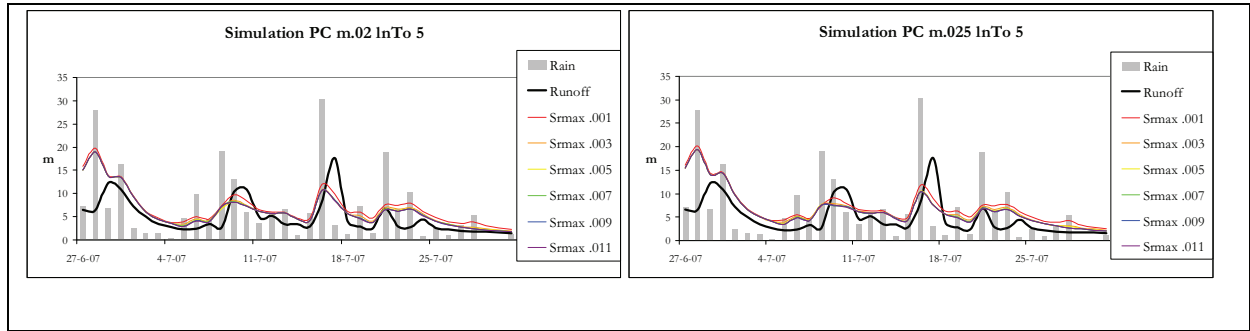 Simulation PC m.02 lnTo 5
35
30
25
20
15
10
5
0
m
27-6-07 4-7-07 11-7-07 18-7-07 25-7-07
Rain
Runoff
Srmax .001
Srmax .003
Srmax .005
Srmax .007
Srmax .009
Srmax .011
Simulation PC m.025 lnTo 5
35
30
25
20
15
10
5
0
m
27-6-07 4-7-07 11-7-07 18-7-07 25-7-07
Rain
Runoff
Srmax .001
Srmax .003
Srmax .005
Srmax .007
Srmax .009
Srmax .011